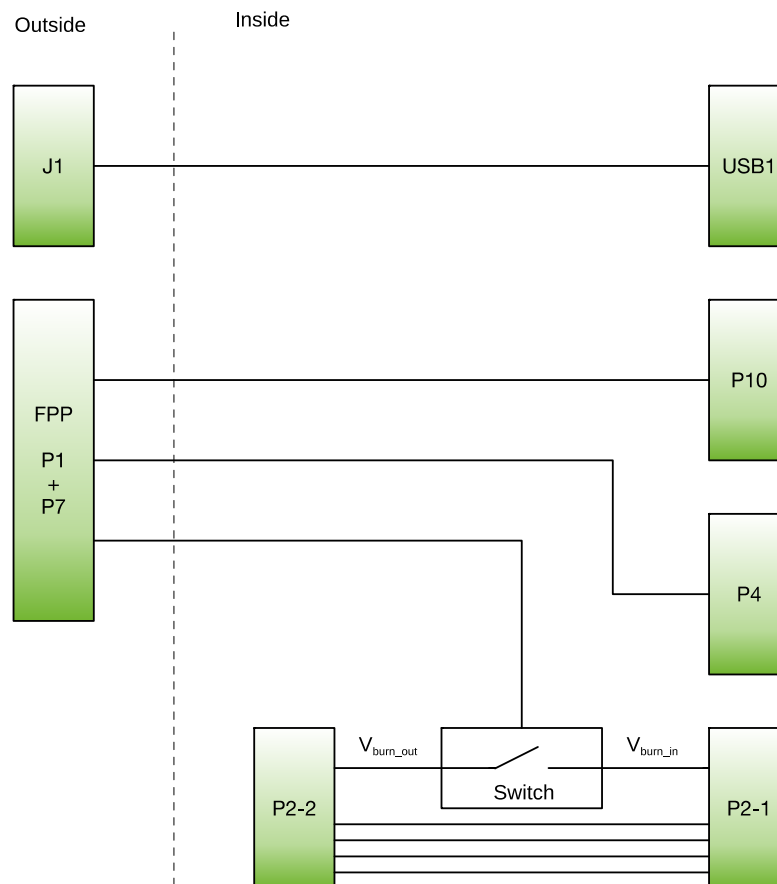 Outside
Inside
J1
USB1
FPP
P1
+
P7
P10
P4
Vburn_out
Vburn_in
Switch
P2-2
P2-1